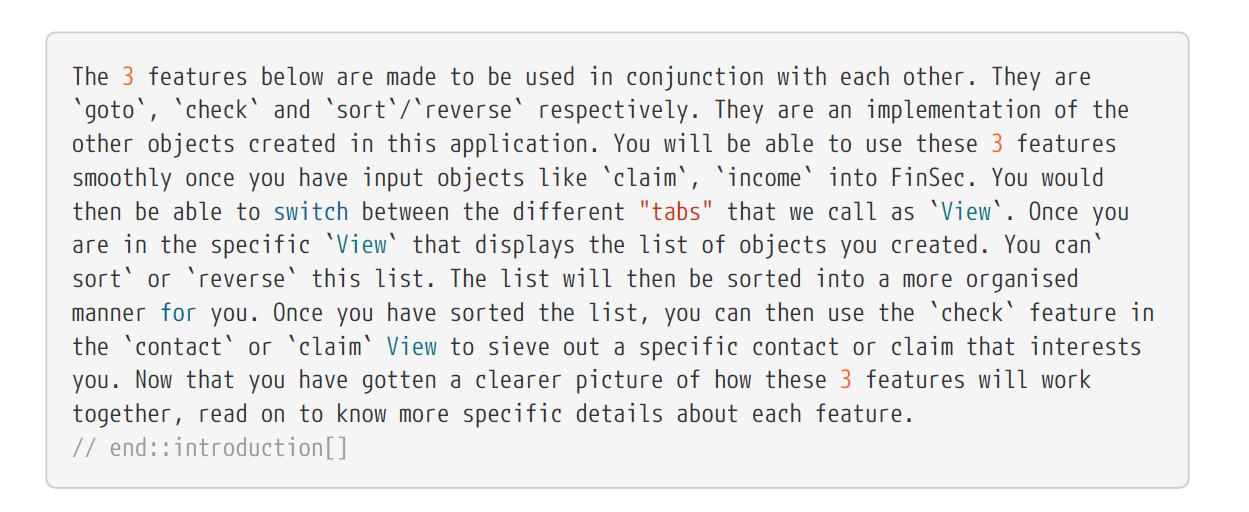 The 3 features below are made to be used in conjunction with each other. They are
`goto`, `check` and `sort`/`reverse` respectively. They are an implementation of the
other objects created in this application. You will be able to use these 3 features
smoothly once you have input objects like `claim`, `income` into FinSec. You would
then be able to switch between the different "tabs" that we call as `View`. Once you
are in the specific `View` that displays the list of objects you created. You can`
sort` or `reverse` this list. The list will then be sorted into a more organised
manner for you. Once you have sorted the list, you can then use the `check` feature in
the `contact` or `claim` View to sieve out a specific contact or claim that interests
you. Now that you have gotten a clearer picture of how these 3 features will work
together, read on to know more specific details about each feature.
// end::introduction[]